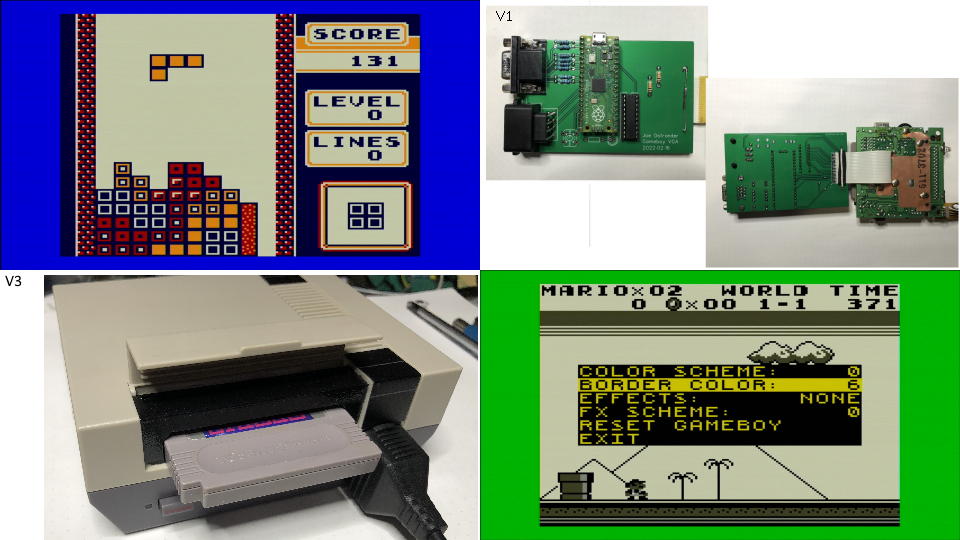 SCORE
131
LEVEL
0
LINES
0
V1
Joe Ostrander
Gameboy VGA
2022-02-16
V3
MARIO×02 WORLD TIME
0 ×00 1-1 371
COLOR SCHEME: 0
BORDER COLOR: 6
EFFECTS: NONE
FX SCHEME: 0
RESET GAMEBOY
EXIT